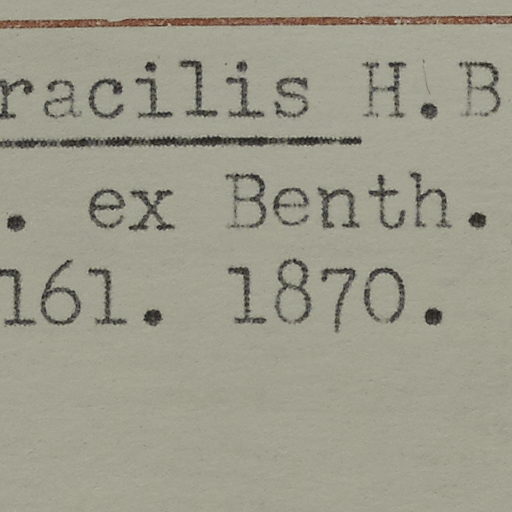 racilis H.B
. ex Benth.
161. 1870.